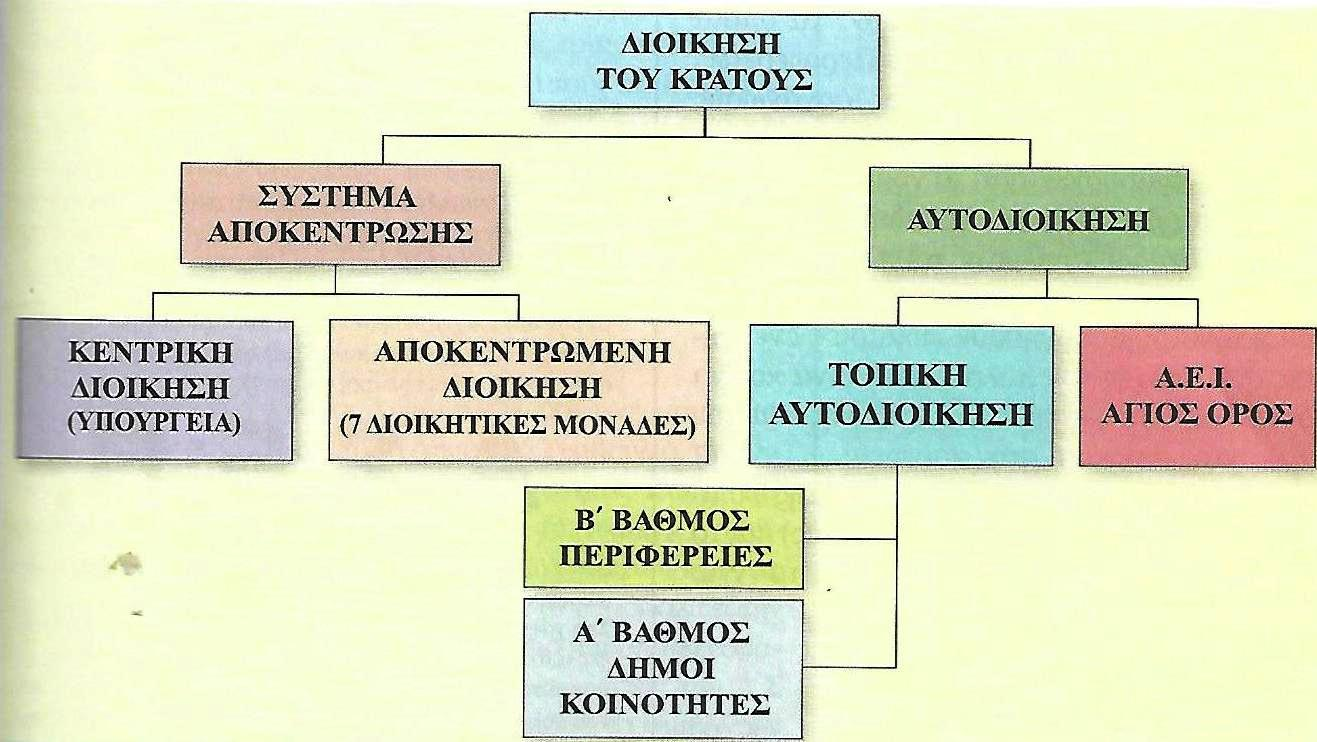 ΔΙΟΙΚΗΣΗ
ΤΟΥ ΚΡΑΤΟΥΣ
ΣΥΣΤΗΜΑ
ΑΠΟΚΕΝΤΡΩΣΗΣ
ΑΥΤΟΔΙΟΙΚΗΣΗ
ΚΕΝΤΡΙΚΗ
ΔΙΟΙΚΗΣΗ
(ΥΠΟΥΡΓΕΙΑ)
ΑΠΟΚΕΝΤΡΩΜΕΝΗ
ΔΙΟΙΚΗΣΗ
(7 ΔΙΟΙΚΗΤΙΚΕΣ ΜΟΝΑΔΕΣ)
ΤΟΠΙΚΗ
ΑΥΤΟΔΙΟΙΚΗΣΗ
Α.Ε.Ι.
ΑΓΙΟΣ ΟΡΟΣ
Β΄ ΒΑΘΜΟΣ
ΠΕΡΙΦΕΡΕΙΕΣ
Α΄ ΒΑΘΜΟΣ
ΔΗΜΟΙ
ΚΟΙΝΟΤΗΤΕΣ